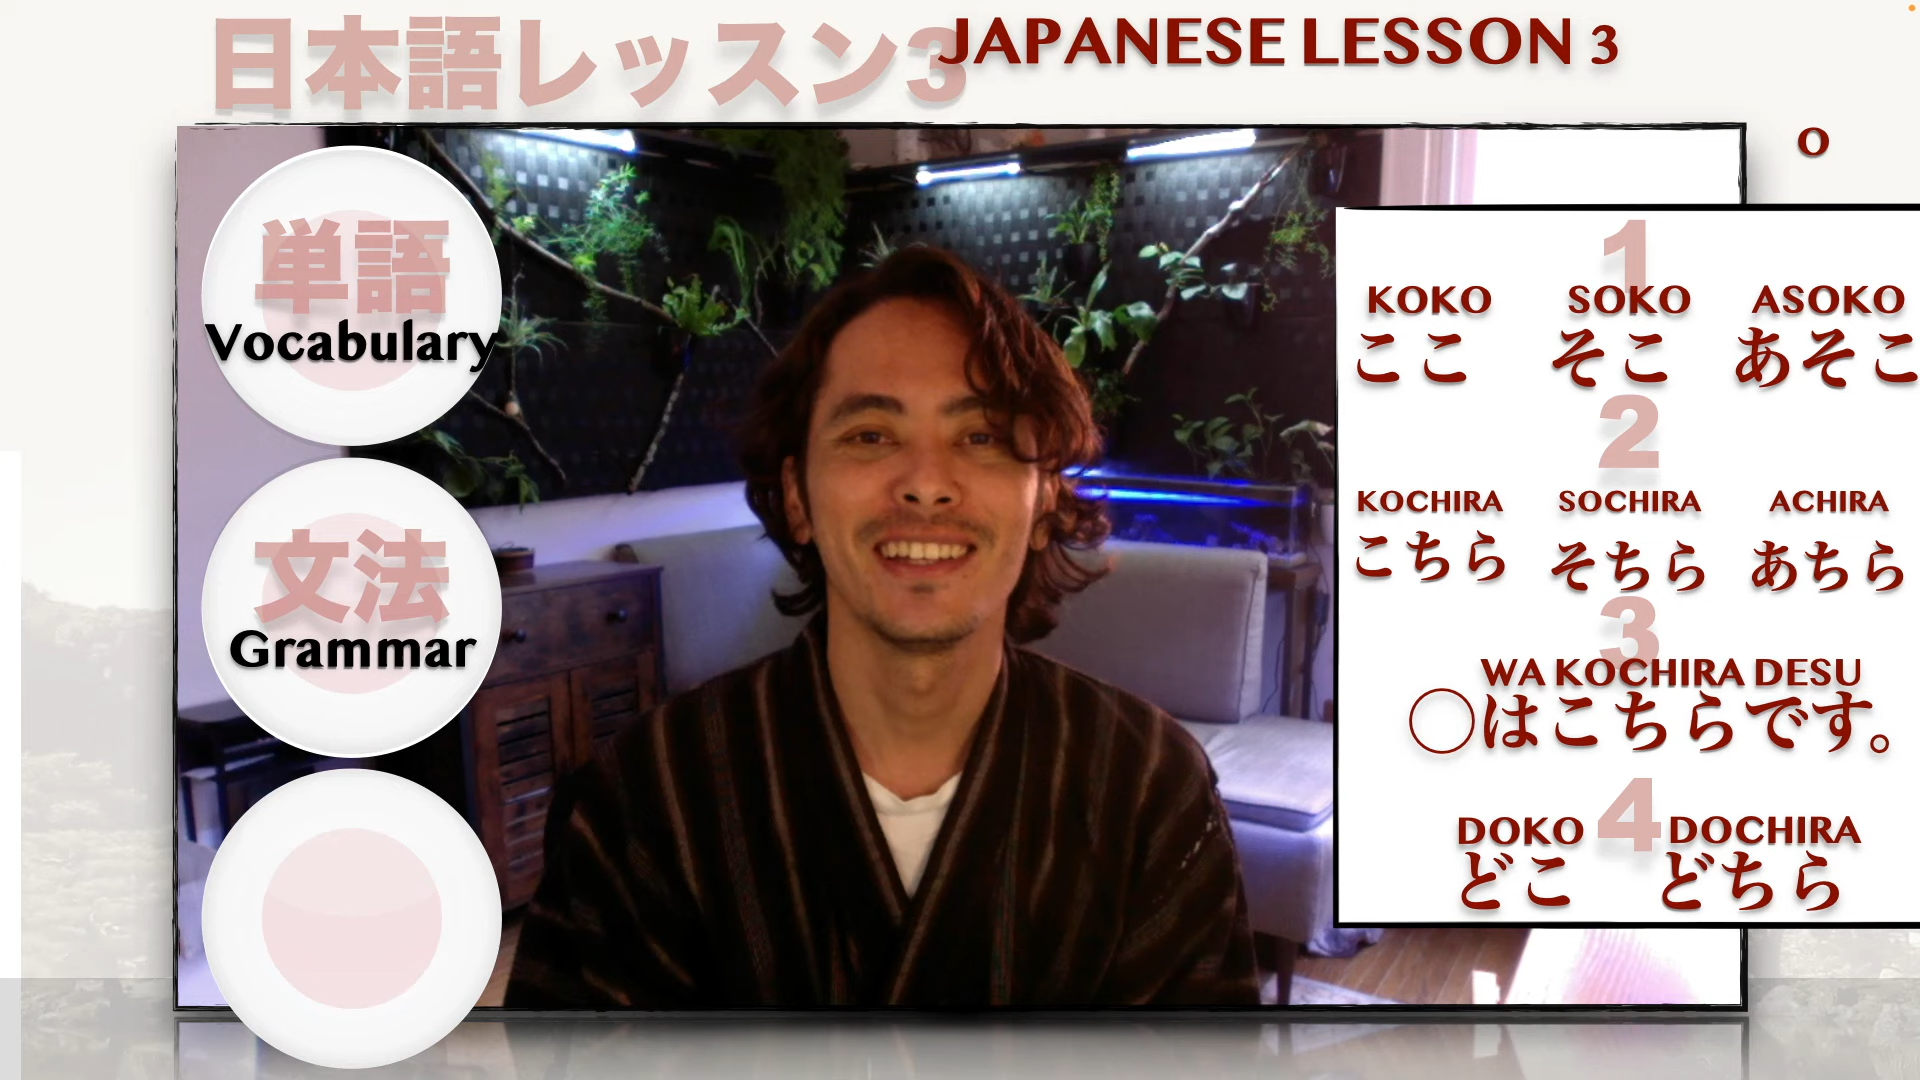 日本語レッスン3
JAPANESE LESSON 3
O
単語
Vocabulary
文法
Grammar
1
KOKO SOKO ASOKO
ここ そこ あそこ
2
KOCHIRA SOCHIRA ACHIRA
こちら そちら あちら
3
WA KOCHIRA DESU
◯はこちらです。
4
DOKO DOCHIRA
どこ どちら